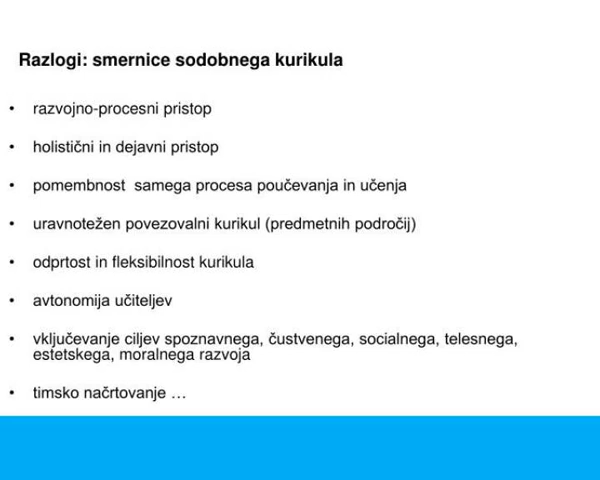 Razlogi: smernice sodobnega kurikula
• razvojno-procesni pristop
• holistični in dejavni pristop
• pomembnost samega procesa poučevanja in učenja
• uravnotežen povezovalni kurikul (predmetnih področij)
• odprtost in fleksibilnost kurikula
• avtonomija učiteljev
• vključevanje ciljev spoznavnega, čustvenega, socialnega, telesnega,
estetskega, moralnega razvoja
• timsko načrtovanje …